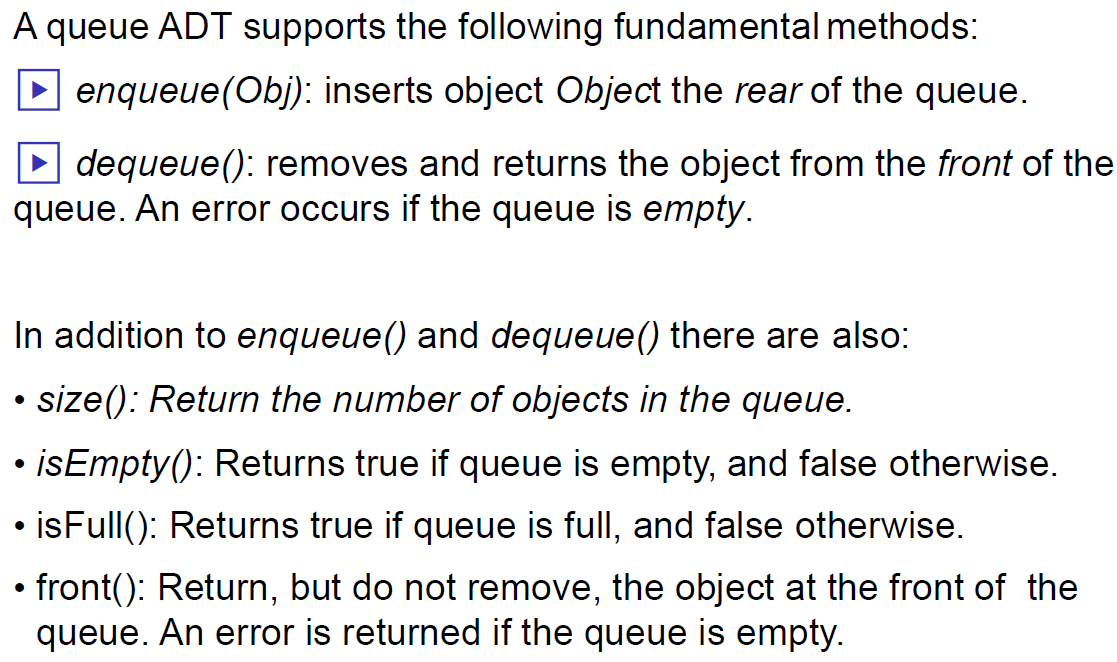 A queue ADT supports the following fundamental methods:
enqueue(Obj): inserts object Object the rear of the queue.
dequeue(): removes and returns the object from the front of the
queue. An error occurs if the queue is empty.
In addition to enqueue() and dequeue() there are also:
• size(): Return the number of objects in the queue.
• isEmpty(): Returns true if queue is empty, and false otherwise.
• isFull(): Returns true if queue is full, and false otherwise.
• front(): Return, but do not remove, the object at the front of the
queue. An error is returned if the queue is empty.